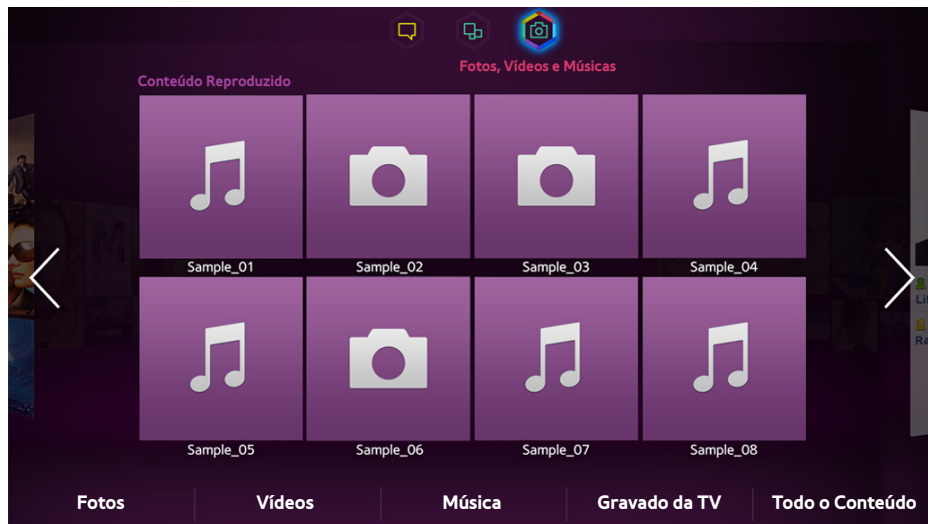 Fotos, Vídeos e Músicas
Conteúdo Reproduzido
Sample_01 Sample_02 Sample_03 Sample_04
Sample_05 Sample_06 Sample_07 Sample_08
Fotos Vídeos Música Gravado da TV Todo o Conteúdo